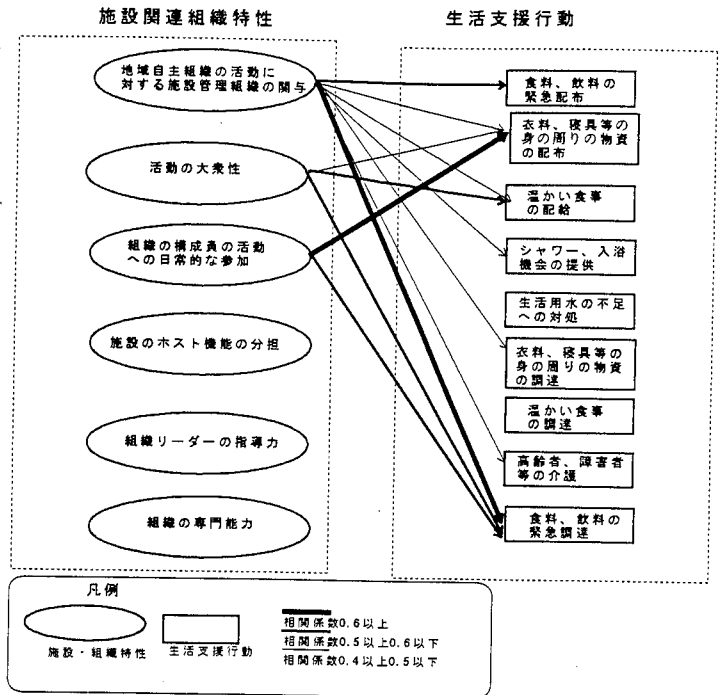 施設関連組織特性
生活支援行動
地域自主組織の活動に
対する施設管理組織の関与
活動の大衆性
組織の構成員の活動
への日常的な参加
施設のホスト機能の分担
組織リーダーの指導力
組織の専門能力
食料、飲料の
緊急配布
衣料、寝具等の
身の周りの物資
の配布
温かい食事
の配給
シャワー、入浴
機会の提供
生活用水の不足
への対処
衣料、寝具等の
身の周りの物資
の調達
温かい食事
の調達
高齢者、障害者
等の介護
食料、飲料の
緊急調達
凡例
施設・組織特性
生活支援行動
相関係数0.6以上
相関係数0.5以上0.6以下
相関係数0.4以上0.5以下